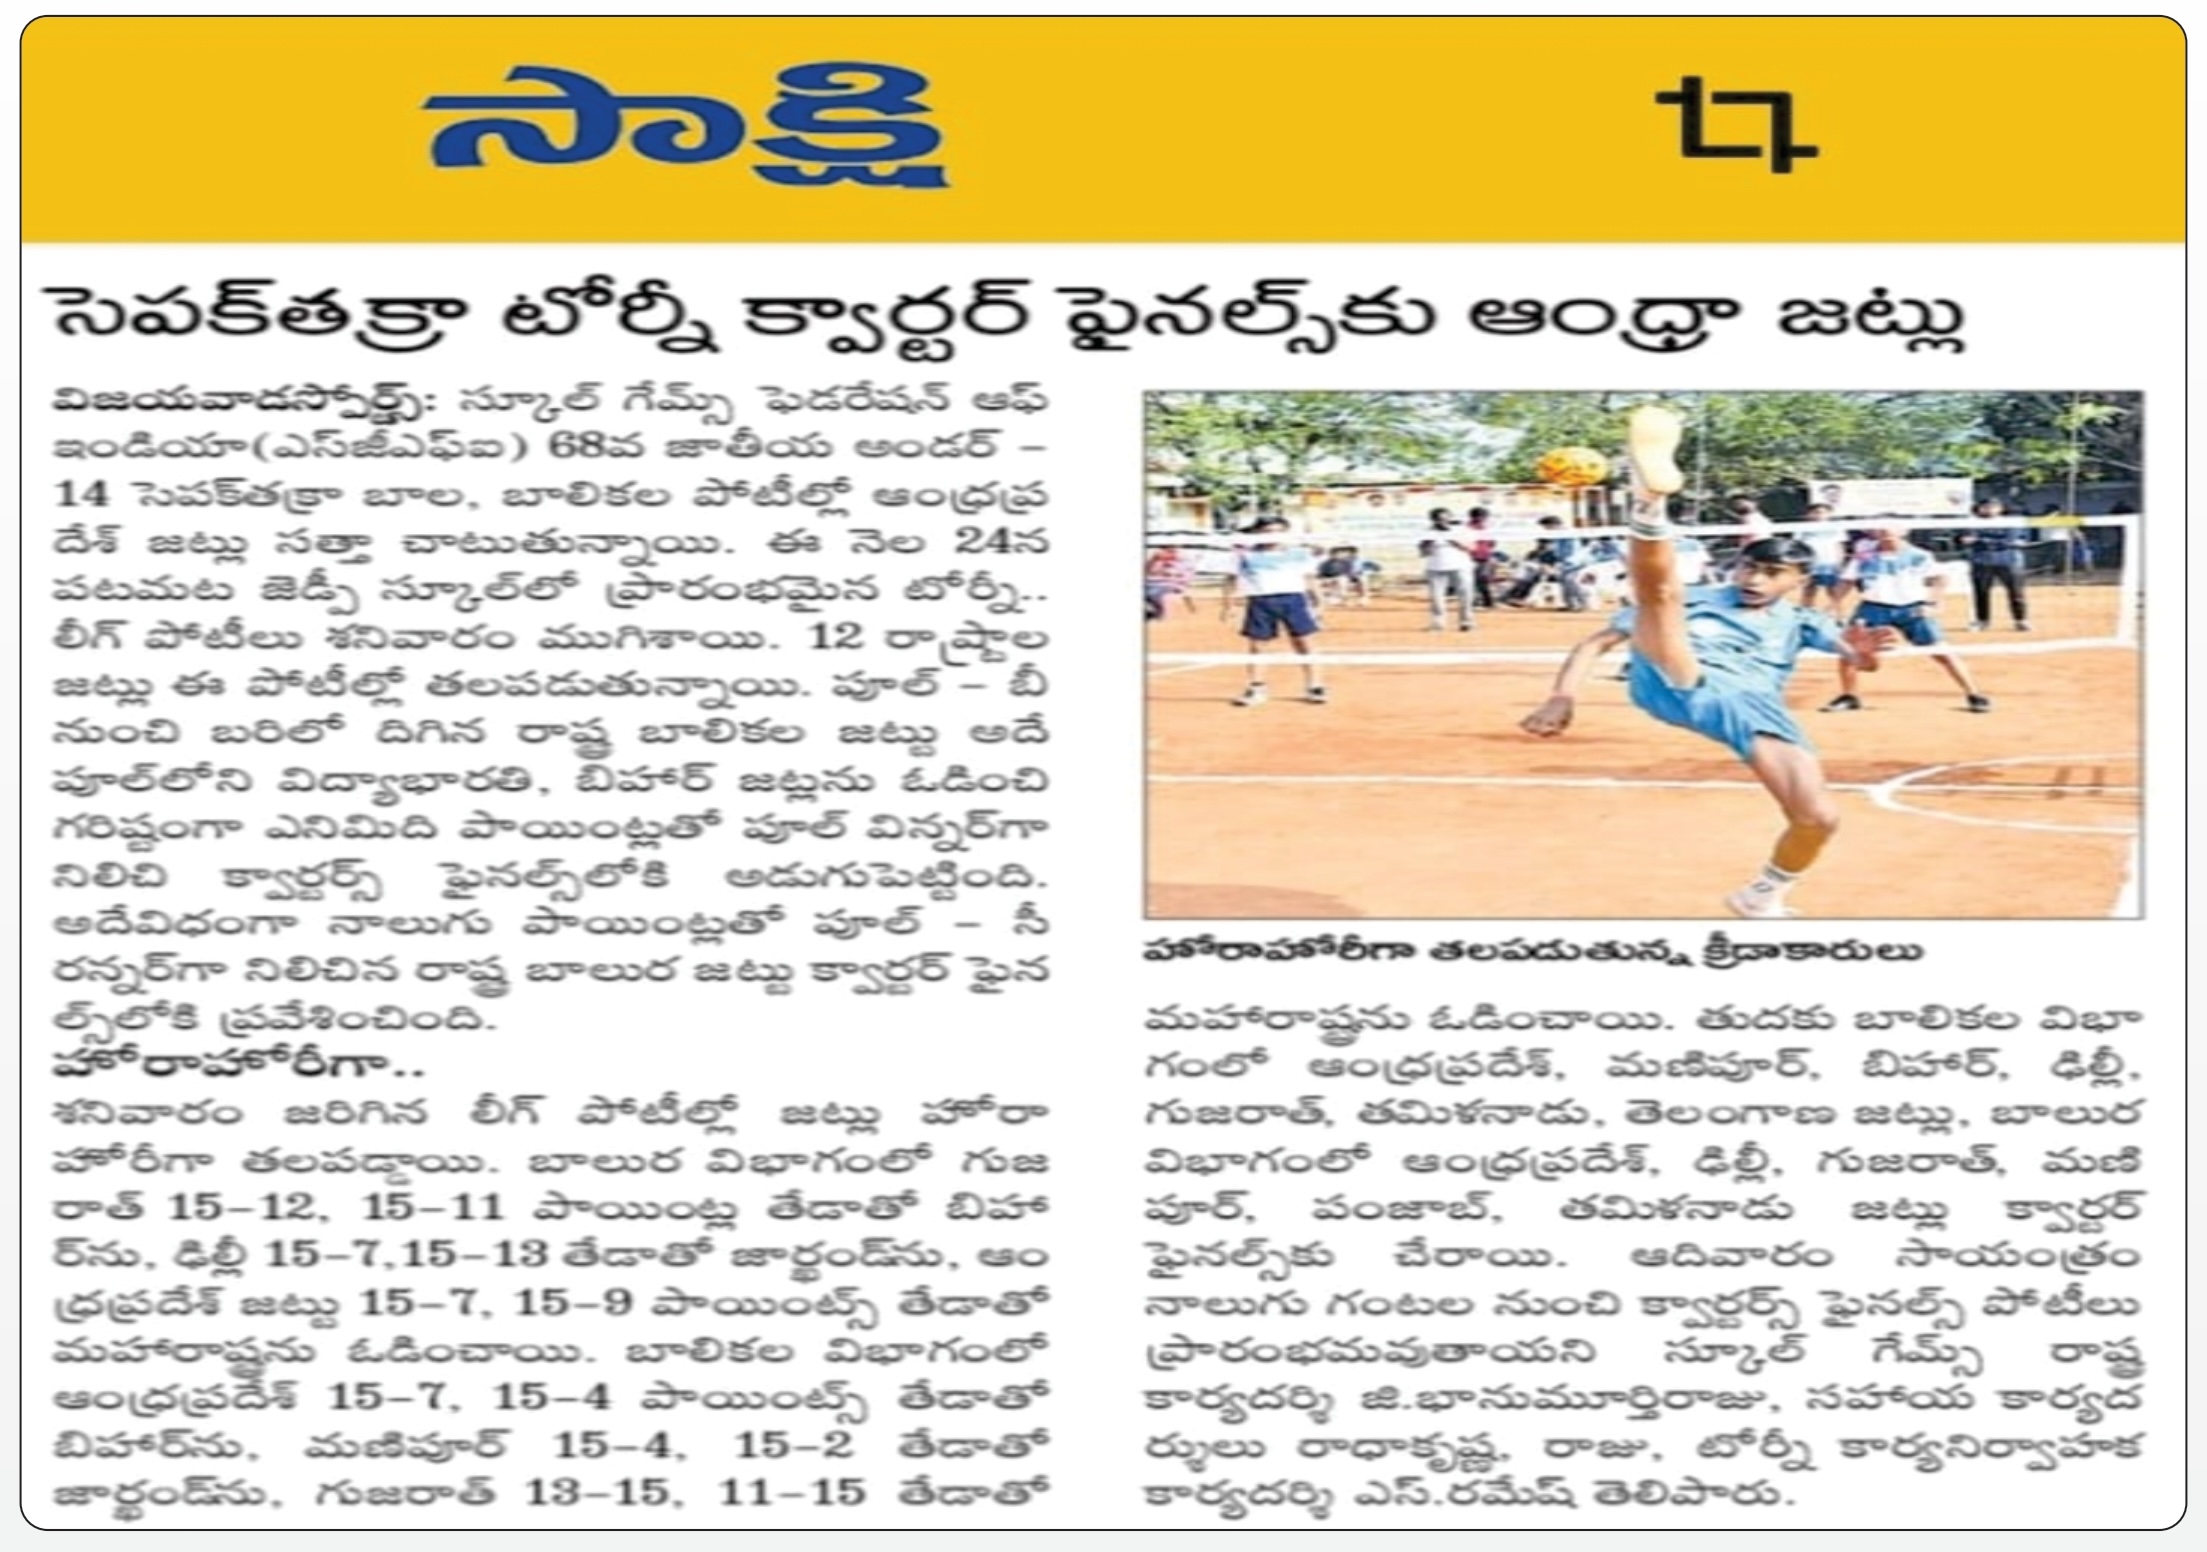 సాక్షి
సెపక్‌తక్రా టోర్నీ క్వార్టర్ ఫైనల్స్‌కు ఆంధ్రా జట్లు
విజయవాడస్పోర్ట్స్: స్కూల్ గేమ్స్ ఫెడరేషన్ ఆఫ్
ఇండియా(ఎస్‌జీఎఫ్‌ఐ) 68వ జాతీయ అండర్ –
14 సెపక్‌తక్రా బాల, బాలికల పోటీల్లో ఆంధ్రప్ర
దేశ్ జట్లు సత్తా చాటుతున్నాయి. ఈ నెల 24న
పటమట జెడ్పీ స్కూల్‌లో ప్రారంభమైన టోర్నీ..
లీగ్ పోటీలు శనివారం ముగిశాయి. 12 రాష్ట్రాల
జట్లు ఈ పోటీల్లో తలపడుతున్నాయి. పూల్ – బీ
నుంచి బరిలో దిగిన రాష్ట్ర బాలికల జట్టు అదే
పూల్‌లోని విద్యాభారతి, బీహార్ జట్లను ఓడించి
గరిష్టంగా ఎనిమిది పాయింట్లతో పూల్ విన్నర్‌గా
నిలిచి క్వార్టర్స్ ఫైనల్స్‌లోకి అడుగుపెట్టింది.
అదేవిధంగా నాలుగు పాయింట్లతో పూల్ – సీ
రన్నర్‌గా నిలిచిన రాష్ట్ర బాలుర జట్టు క్వార్టర్ ఫైన
ల్స్‌లోకి ప్రవేశించింది.
హోరాహోరీగా..
శనివారం జరిగిన లీగ్ పోటీల్లో జట్లు హోరా
హోరీగా తలపడ్డాయి. బాలుర విభాగంలో గుజ
రాత్ 15–12, 15–11 పాయింట్ల తేడాతో బిహా
ర్‌ను, ఢిల్లీ 15–7,15–13 తేడాతో జార్ఖండ్‌ను, ఆం
ధ్రప్రదేశ్ జట్టు 15–7, 15–9 పాయింట్స్ తేడాతో
మహారాష్ట్రను ఓడించాయి. బాలికల విభాగంలో
ఆంధ్రప్రదేశ్ 15–7, 15–4 పాయింట్స్ తేడాతో
బిహార్‌ను, మణిపూర్ 15–4, 15–2 తేడాతో
జార్ఖండ్‌ను, గుజరాత్ 13–15, 11–15 తేడాతో
హోరాహోరీగా తలపడుతున్న క్రీడాకారులు
మహారాష్ట్రను ఓడించాయి. తుదకు బాలికల విభా
గంలో ఆంధ్రప్రదేశ్, మణిపూర్, బిహార్, ఢిల్లీ,
గుజరాత్, తమిళనాడు, తెలంగాణ జట్లు, బాలుర
విభాగంలో ఆంధ్రప్రదేశ్, ఢిల్లీ, గుజరాత్, మణి
పూర్, పంజాబ్, తమిళనాడు జట్లు క్వార్టర్
ఫైనల్స్‌కు చేరాయి. ఆదివారం సాయంత్రం
నాలుగు గంటల నుంచి క్వార్టర్స్ ఫైనల్స్ పోటీలు
ప్రారంభమవుతాయని స్కూల్ గేమ్స్ రాష్ట్ర
కార్యదర్శి జి.భానుమూర్తిరాజు, సహాయ కార్యద
ర్శులు రాధాకృష్ణ, రాజు, టోర్నీ కార్యనిర్వాహక
కార్యదర్శి ఎస్.రమేష్ తెలిపారు.